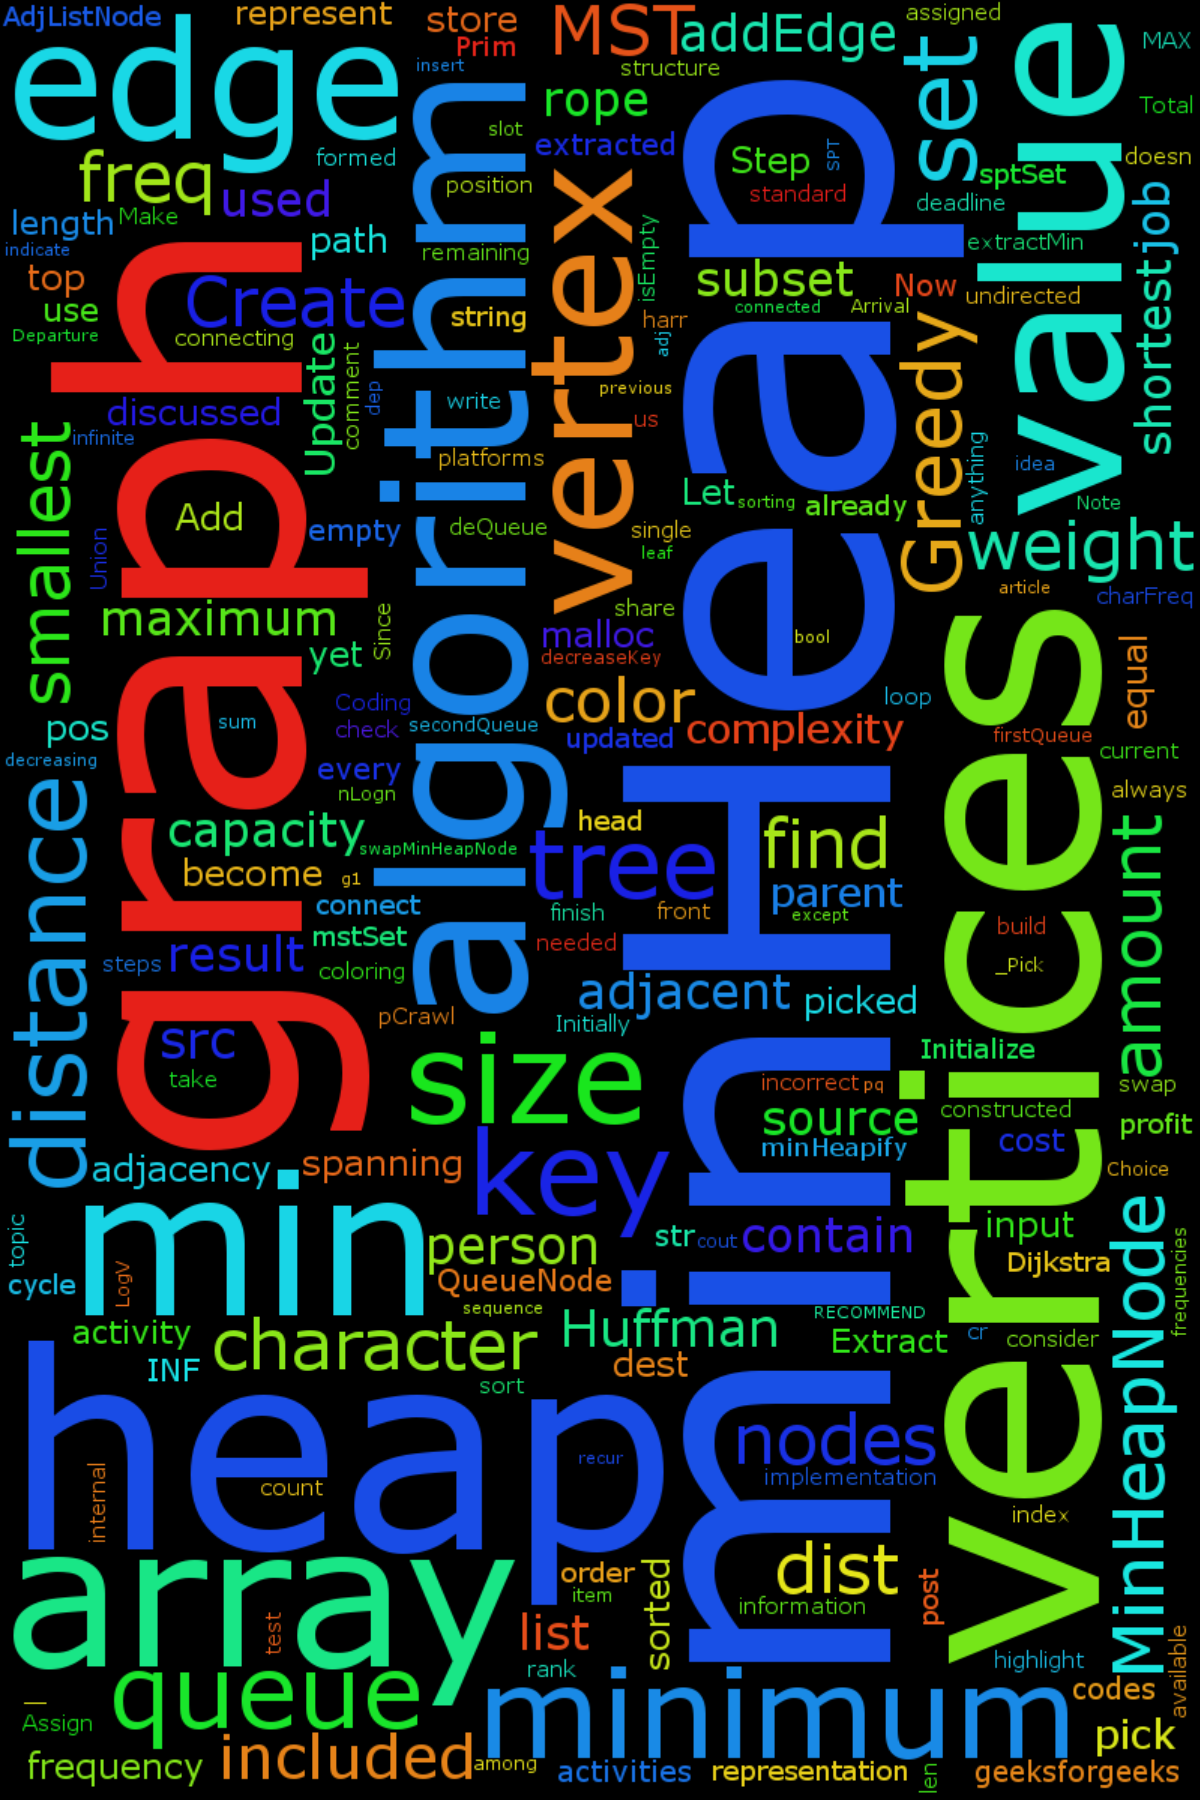 AdjListNode
represent
store
Prim
MST
addEdge
assigned
MAX
edge
insert
structure
set
value
Total
slot
rope
extracted
Step
SPT
standard
formed
position
doesn
freq
used
sptSet
deadline
length
Make
path
remaining
extractMin
indicate
isEmpty
shortest
job
top
Create
string
subset
Now
undirected
use
connected
Arrival
Departure
connecting
harr
adj
Update
comment
dep
write
previous
us
Greedy
discussed
infinite
platforms
anything
idea
smallest
graph
algorithm
vertex
minHeap
Let
sorting
already
Note
Add
empty
deQueue
single
leaf
weight
Union
article
charFreq
maximum
Since
share
bool
yet
malloc
decreaseKey
equal
Coding
check
color
loop
pos
sum
secondQueue
updated
complexity
firstQueue
current
decreasing
every
nLogn
always
distance
capacity
swapMinHeapNode
head
tree
find
amount
become
g1
connect
finish
front
parent
except
mstSet
needed
build
steps
result
coloring
_Pick
adjacent
picked
pCrawl
Initially
src
take
size
Initialize
vertices
incorrect
pq
swap
source
constructed
profit
minHeapify
cost
adjacency
spanning
key
Choice
min
topic
person
str
cout
contain
input
cycle
LogV
QueueNode
Dijkstra
MinHeapNode
frequencies
sequence
RECOMMEND
activity
character
Huffman
Extract
cr
consider
INF
dest
sort
heap
nodes
internal
count
recur
implementation
index
array
order
item
sorted
dist
information
post
test
list
rank
highlight
available
queue
minimum
codes
_
Assign
pick
frequency
included
among
activities
representation
len
geeksforgeeks